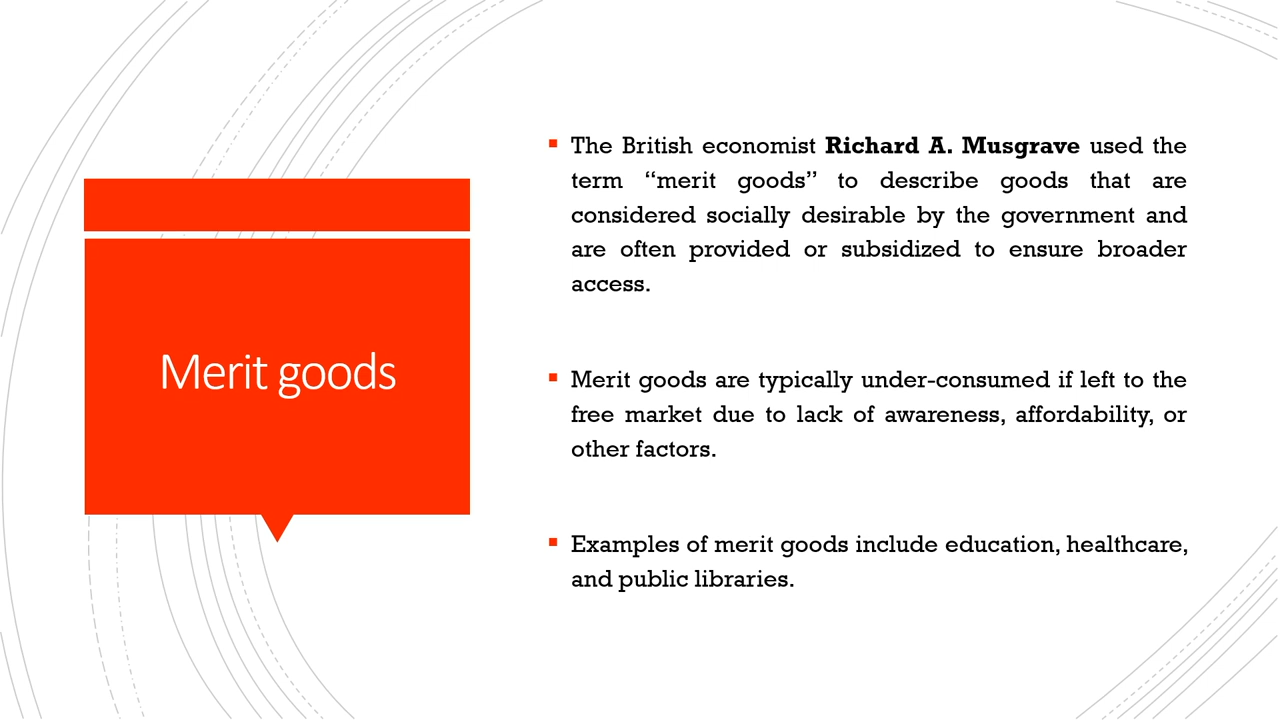 Merit goods
The British economist Richard A. Musgrave used the
term “merit goods” to describe goods that are
considered socially desirable by the government and
are often provided or subsidized to ensure broader
access.
Merit goods are typically under-consumed if left to the
free market due to lack of awareness, affordability, or
other factors.
Examples of merit goods include education, healthcare,
and public libraries.